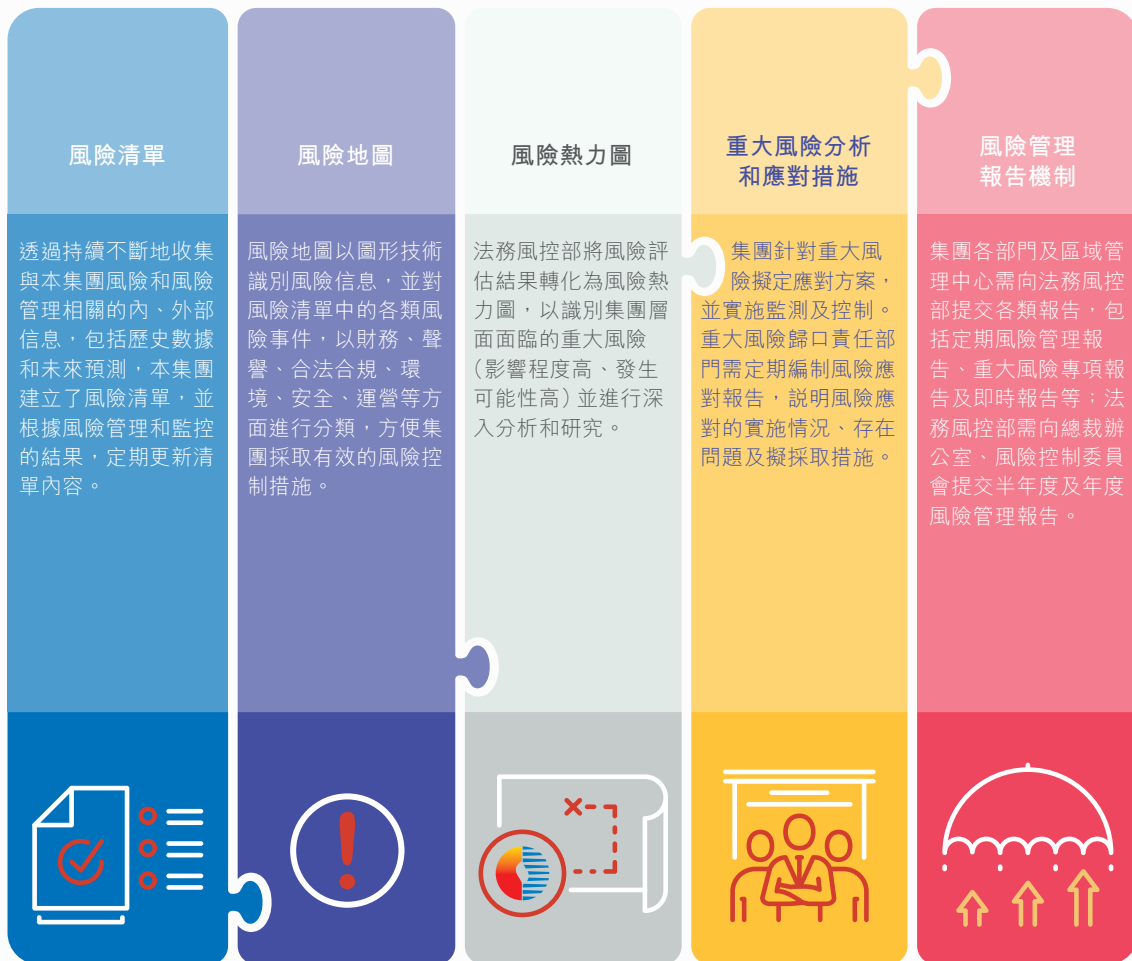 風險清單
透過持續不斷地收集
與本集團風險和風險
管理相關的內、外部
信息，包括歷史數據
和未來預測，本集團
建立了風險清單，並
根據風險管理和監控
的結果，定期更新清
單內容。
風險地圖
風險地圖以圖形技術
識別風險信息，並對
風險清單中的各類風
險事件，以財務、聲
譽、合法合規、環
境、安全、運營等方
面進行分類，方便集
團採取有效的風險控
制措施。
風險熱力圖
法務風控部將風險評
估結果轉化為風險熱
力圖，以識別集團層
面面臨的重大風險
（影響程度高、發生
可能性高）並進行深
入分析和研究。
重大風險分析
和應對措施
集團針對重大風
險擬定應對方案，
並實施監測及控制。
重大風險歸口責任部
門需定期編制風險應
對報告，説明風險應
對的實施情況、存在
問題及擬採取措施。
風險管理
報告機制
集團各部門及區域管
理中心需向法務風控
部提交各類報告，包
括定期風險管理報
告、重大風險專項報
告及即時報告等；法
務風控部需向總裁辦
公室、風險控制委員
會提交半年度及年度
風險管理報告。